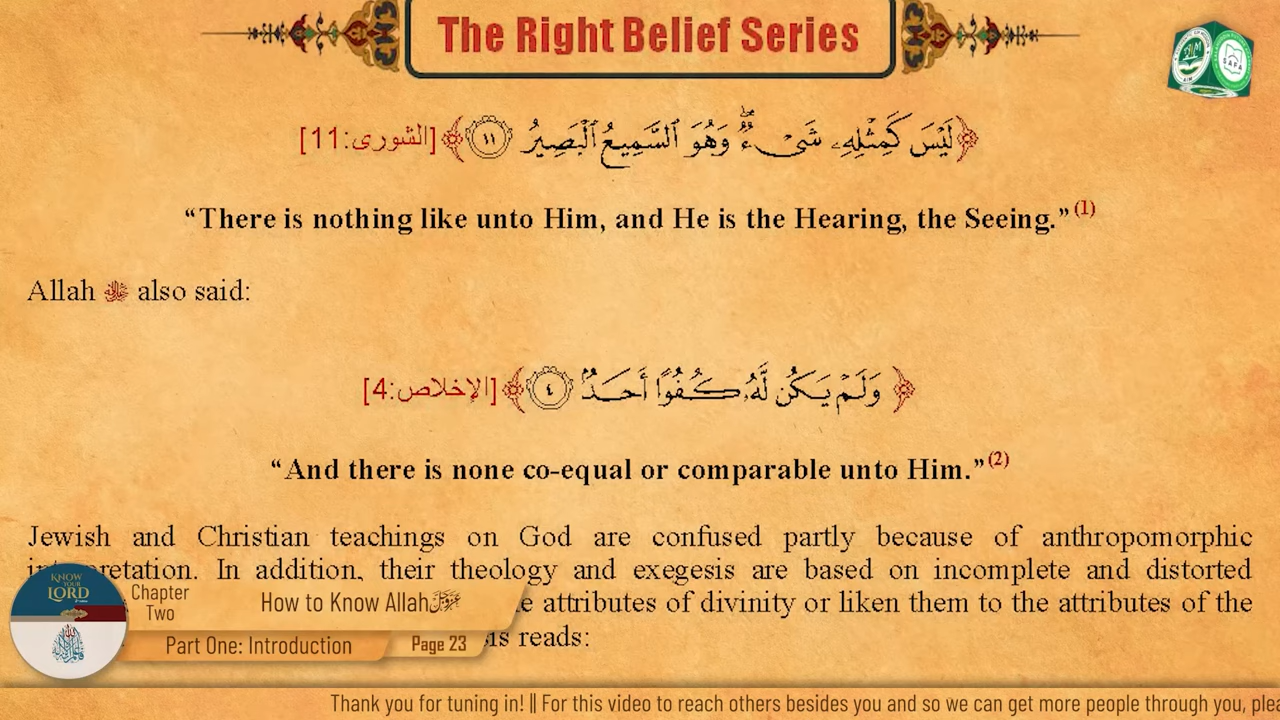 The Right Belief Series
﴿لَيْسَ كَمِثْلِهِۦ شَىْءٌۖ وَهُوَ ٱلسَّمِيعُ ٱلْبَصِيرُ ١١﴾ [الشورى:11]
“There is nothing like unto Him, and He is the Hearing, the Seeing.” (1)
Allah ﷻ also said:
﴿وَلَمْ يَكُن لَّهُۥ كُفُوًا أَحَدٌۢ ٤﴾ [الإخلاص:4]
“And there is none co-equal or comparable unto Him.” (2)
Jewish and Christian teachings on God are confused partly because of anthropomorphic
interpretation. In addition, their theology and exegesis are based on incomplete and distorted
attributes of divinity or liken them to the attributes of the
reads:
KNOW
YOUR
LORD
Chapter
Two
How to Know Allah
Part One: Introduction
Page 23
Thank you for tuning in! || For this video to reach others besides you and so we can get more people through you,